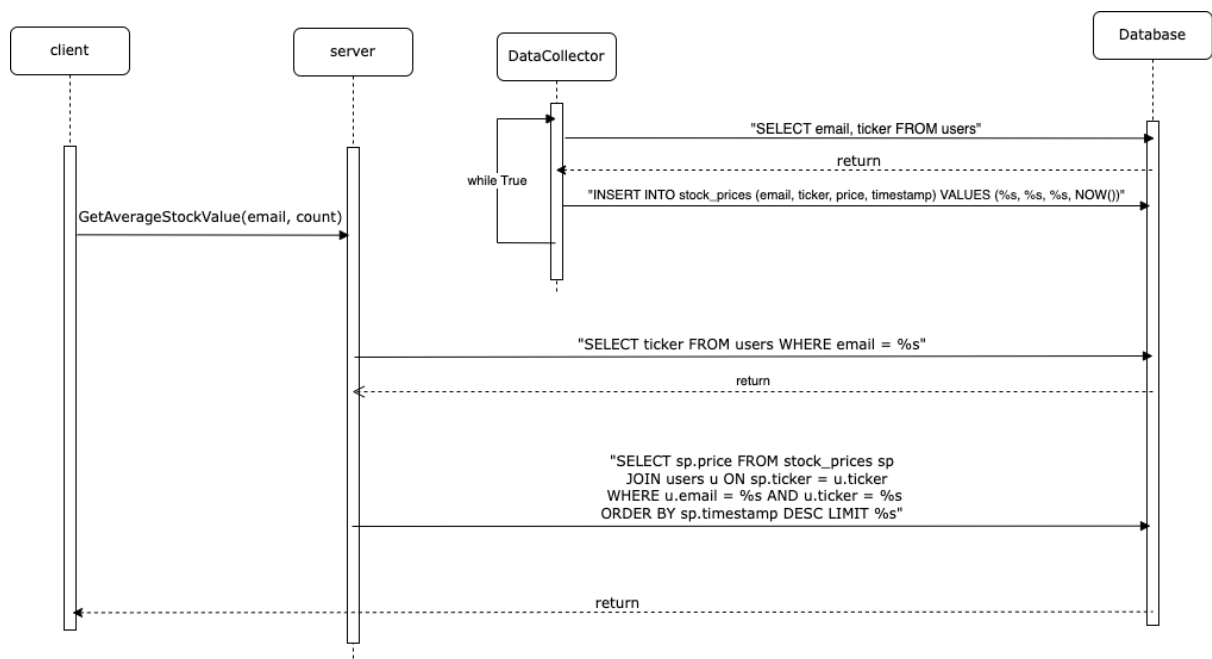 client
server
DataCollector
Database
"SELECT email, ticker FROM users"
return
while True
"INSERT INTO stock_prices (email, ticker, price, timestamp) VALUES (%s, %s, %s, NOW())"
GetAverageStockValue(email, count)
"SELECT ticker FROM users WHERE email = %s"
return
"SELECT sp.price FROM stock_prices sp
JOIN users u ON sp.ticker = u.ticker
WHERE u.email = %s AND u.ticker = %s
ORDER BY sp.timestamp DESC LIMIT %s"
return